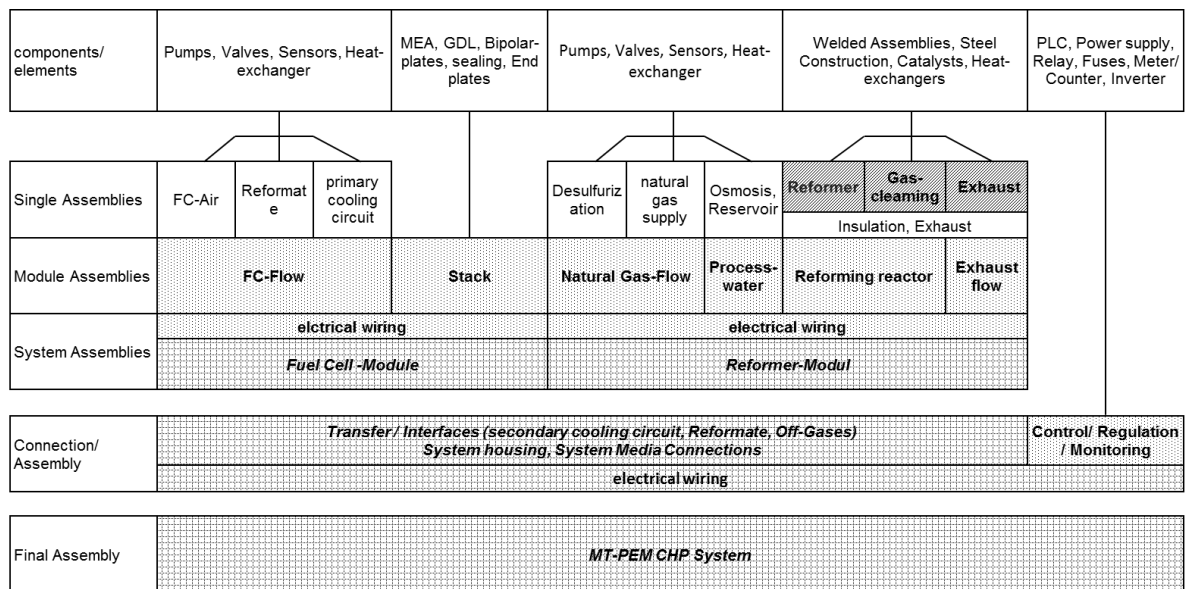 components/
elements
Pumps, Valves, Sensors, Heat-
exchanger
MEA, GDL, Bipolar-
plates, sealing, End
plates
Pumps, Valves, Sensors, Heat-
exchanger
Welded Assemblies, Steel
Construction, Catalysts, Heat-
exchangers
PLC, Power supply,
Relay, Fuses, Meter/
Counter, Inverter
Single Assemblies
FC-Air
Reformat
e
primary
cooling
circuit
Desulfuriz
ation
natural
gas
supply
Osmosis,
Reservoir
Reformer
Gas-
cleaming
Exhaust
Insulation, Exhaust
Module Assemblies
FC-Flow
Stack
Natural Gas-Flow
Process-
water
Reforming reactor
Exhaust
flow
System Assemblies
elctrical wiring
electrical wiring
Fuel Cell -Module
Reformer-Modul
Connection/
Assembly
Transfer / Interfaces (secondary cooling circuit, Reformate, Off-Gases)
System housing, System Media Connections
Control/ Regulation
/ Monitoring
electrical wiring
Final Assembly
MT-PEM CHP System